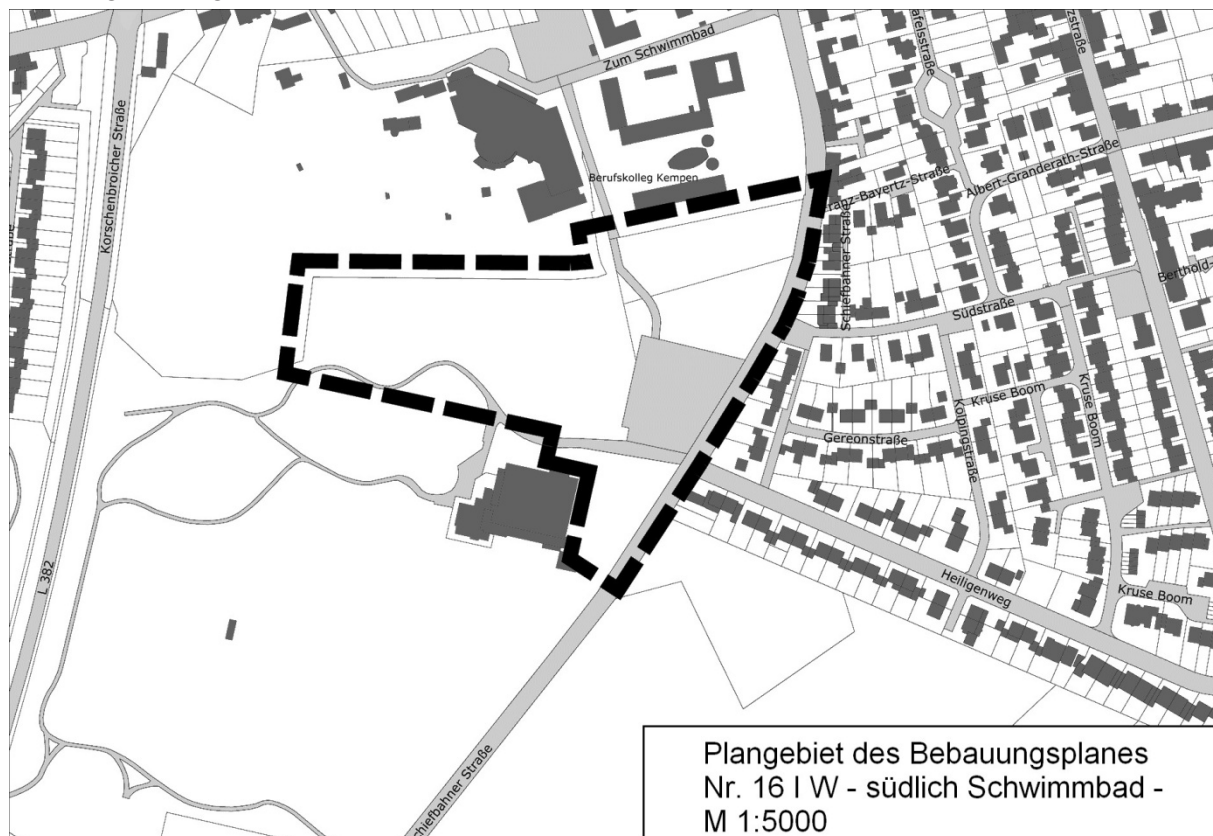 Zum Schwimmbad
Korschenbroicher Straße
Berufskolleg Kempen
Franz-Bayertz-Straße
Albert-Granderath-Straße
Schiefbahner Straße
Südstraße
Berthold-
Kruse Boom
Kruse Boom
Gereonstraße
Kolpingstraße
L 382
Heiligenweg
Kruse Boom
Schiefbahner Straße
Plangebiet des Bebauungsplanes
Nr. 16 I W - südlich Schwimmbad -
M 1:5000